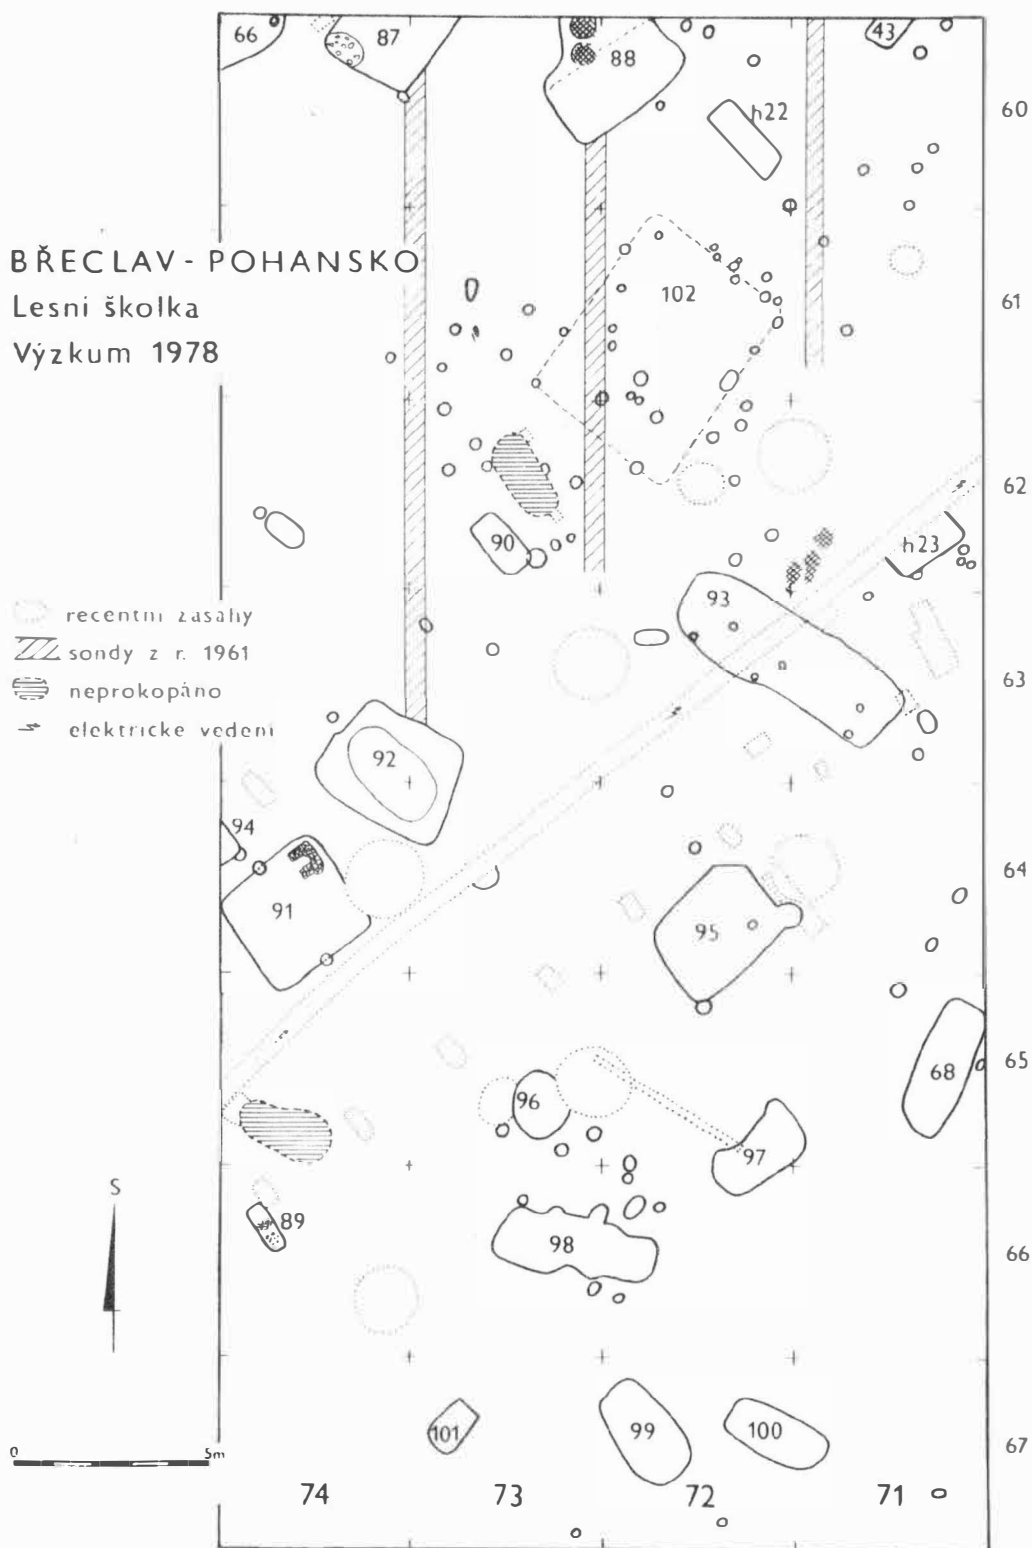 66
87
88
43
h22
60
BŘECLAV - POHANSKO
Lesní školka
Výzkum 1978
102
61
62
90
h23
93
recentní zásahy
sondy z r. 1961
neprokopáno
elektrické vedení
63
92
94
91
95
64
96
97
68
65
S
89
98
66
101
99
100
67
0
5m
74
73
72
71